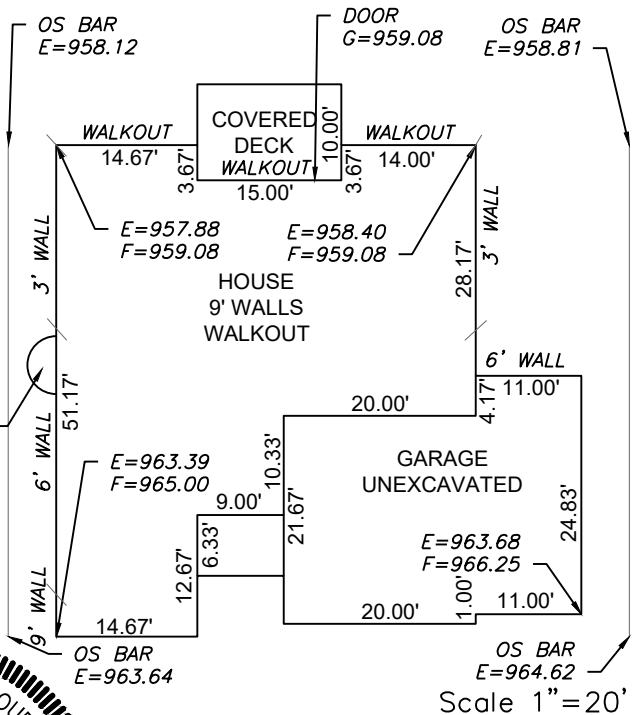 OS BAR
E=958.12
DOOR
G=959.08
OS BAR
E=958.81
COVERED
DECK
10.00'
WALKOUT
14.67'
WALKOUT
14.00'
3.67'
WALKOUT
15.00'
3.67'
E=957.88
F=959.08
E=958.40
F=959.08
3' WALL
3' WALL
28.17'
HOUSE
9' WALLS
WALKOUT
6' WALL
11.00'
4.17'
51.17'
20.00'
6' WALL
10.33'
GARAGE
UNEXCAVATED
E=963.39
F=965.00
9.00'
21.67'
24.83'
6.33'
12.67'
E=963.68
F=966.25
9' WALL
14.67'
20.00'
1.00'
11.00'
OS BAR
E=963.64
OS BAR
E=964.62
Scale 1"=20'